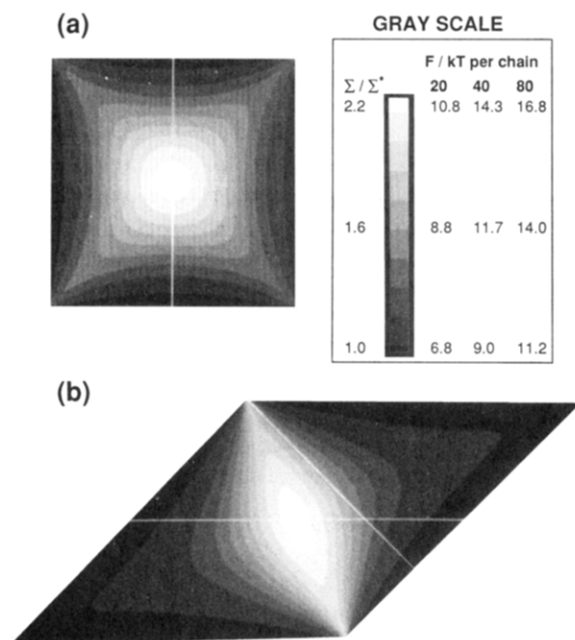 (a)
GRAY SCALE
F / kT per chain
Σ / Σ* 20 40 80
2.2 10.8 14.3 16.8
1.6 8.8 11.7 14.0
1.0 6.8 9.0 11.2
(b)